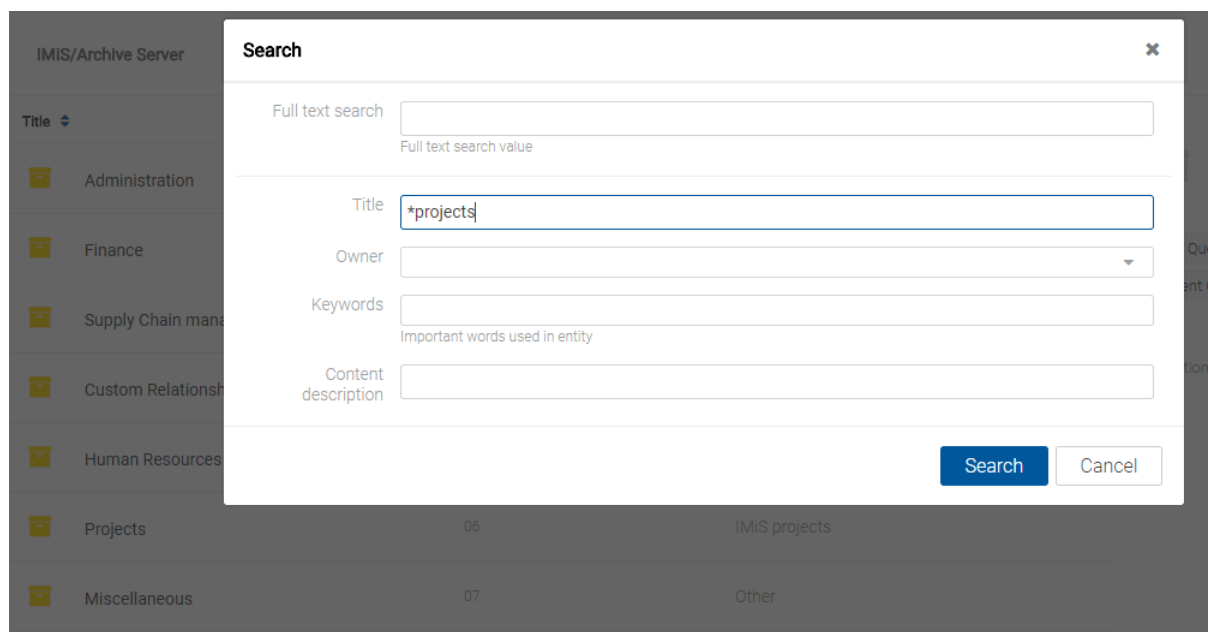 IMiS/Archive Server
Search
Full text search
Full text search value
Title
Administration
Title
*projects
Finance
Owner
Supply Chain mana
Keywords
Important words used in entity
Custom Relationsh
Content
description
Human Resources
Search
Cancel
Projects
06
IMiS projects
Miscellaneous
07
Other